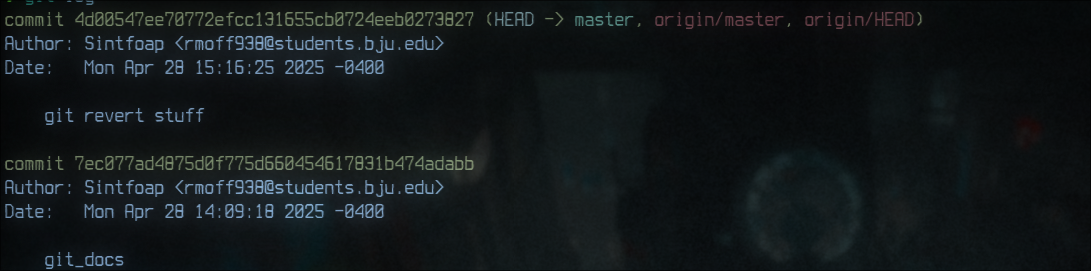 commit 4d00547ee70772efcc131655cb0724eeb0273827 (HEAD -> master, origin/master, origin/HEAD)
Author: Sintfoap <rmoff938@students.bju.edu>
Date:   Mon Apr 28 15:16:25 2025 -0400
git revert stuff
commit 7ec077ad4875d0f775d660454617831b474adabb
Author: Sintfoap <rmoff938@students.bju.edu>
Date:   Mon Apr 28 14:09:18 2025 -0400
git_docs